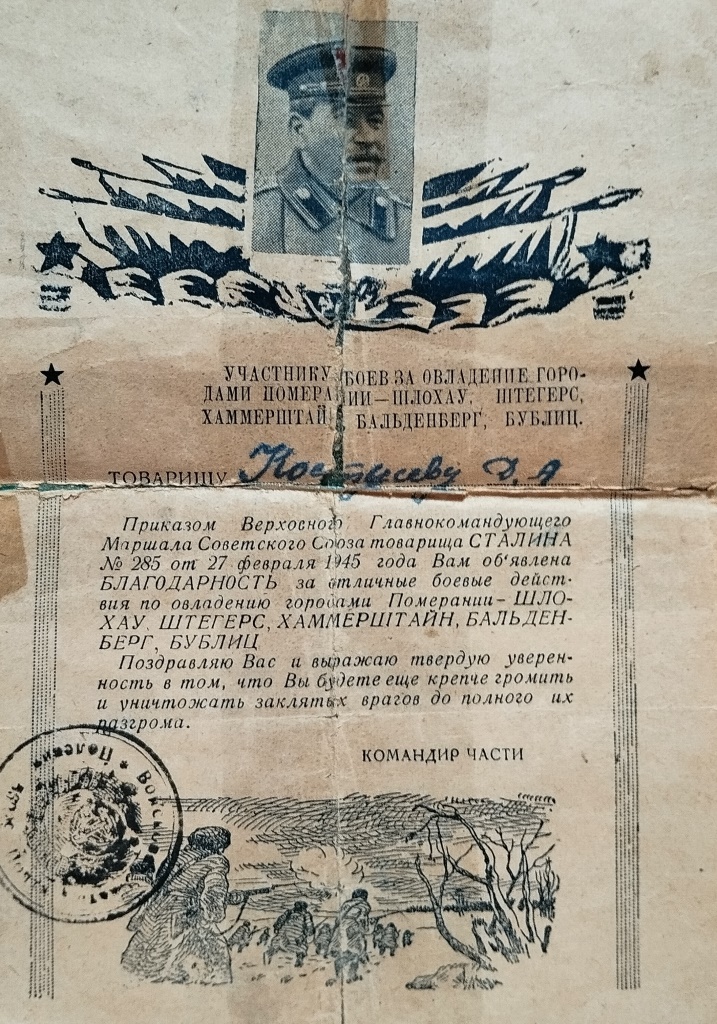 УЧАСТНИКУ БОЕВ ЗА ОВЛАДЕНИЕ ГОРО-
ДАМИ ПОМЕРАНИИ—ШЛОХАУ, ШТЕГЕРС,
ХАММЕРШТАЙН БАЛЬДЕНБЕРГ, БУБЛИЦ.
ТОВАРИЩУ Д. А
Приказом Верховного Главнокомандующего
Маршала Советского Союза товарища СТАЛИНА
№ 285 от 27 февраля 1945 года Вам об‘явлена
БЛАГОДАРНОСТЬ за отличные боевые дейст-
вия по овладению городами Померании—ШЛО-
ХАУ, ШТЕГЕРС, ХАММЕРШТАЙН, БАЛЬДЕН-
БЕРГ, БУБЛИЦ
Поздравляю Вас и выражаю твердую уверен-
ность в том, что Вы будете еще крепче громить
и уничтожать заклятых врагов до полного их
разгрома.
КОМАНДИР ЧАСТИ